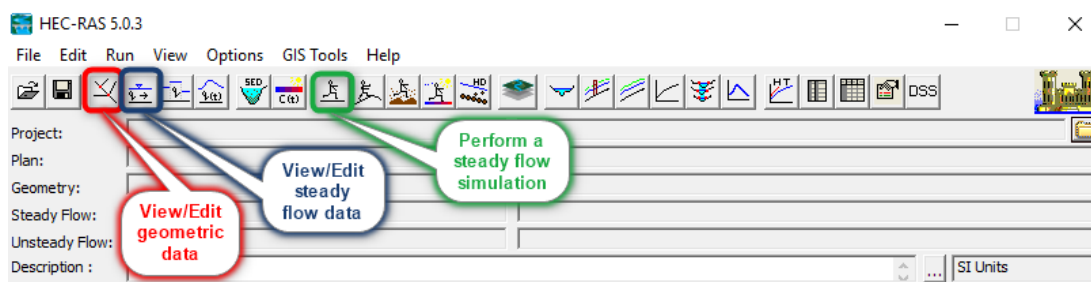 HEC-RAS 5.0.3
File Edit Run View Options GIS Tools Help
SED
C(t)
HD
HT
DSS
Project:
Plan:
Geometry:
Steady Flow:
Unsteady Flow:
Description :
SI Units
View/Edit
geometric
data
View/Edit
steady
flow data
Perform a
steady flow
simulation